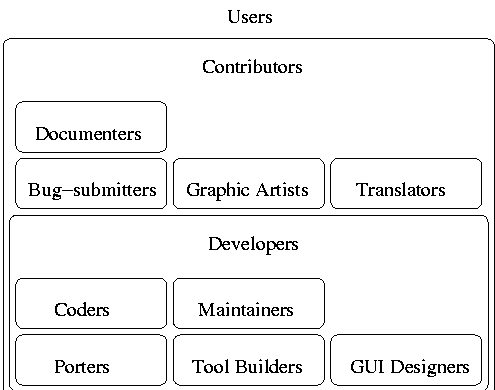 Users
Contributors
Documenters
Bug−submitters Graphic Artists Translators
Developers
Coders Maintainers
Porters Tool Builders GUI Designers